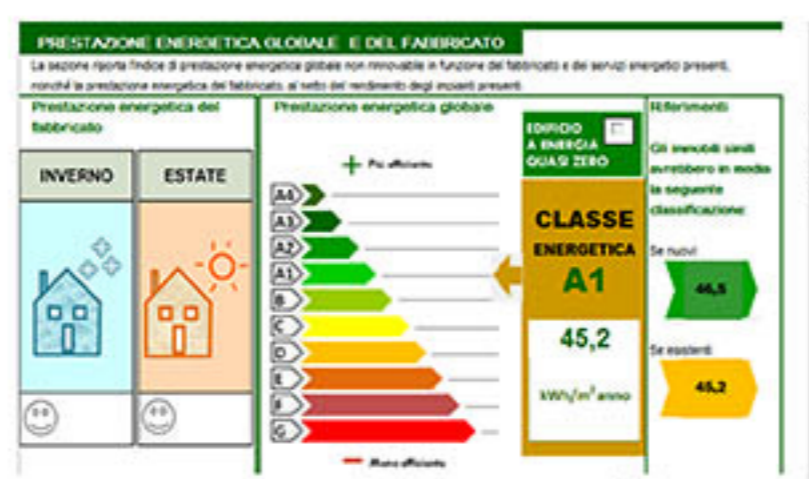 PRESTAZIONE ENERGETICA GLOBALE E DEL FABBRICATO
La sezione riporta l'indice di prestazione energetica globale non rinnovabile in funzione del fabbricato e dei servizi energetici presenti,
nonché la prestazione energetica del fabbricato, al netto del rendimento degli impianti presenti.
Prestazione energetica del
fabbricato
INVERNO
ESTATE
Prestazione energetica globale
Più efficiente
A4
A3
A2
A1
B
C
D
E
F
G
Meno efficiente
EDIFICIO
A ENERGIA
QUASI ZERO
CLASSE
ENERGETICA
A1
45,2
kWh/m² anno
Riferimenti
Gli immobili simili
avrebbero in media
la seguente
classificazione:
Se nuovi
46,5
Se esistenti
45,2